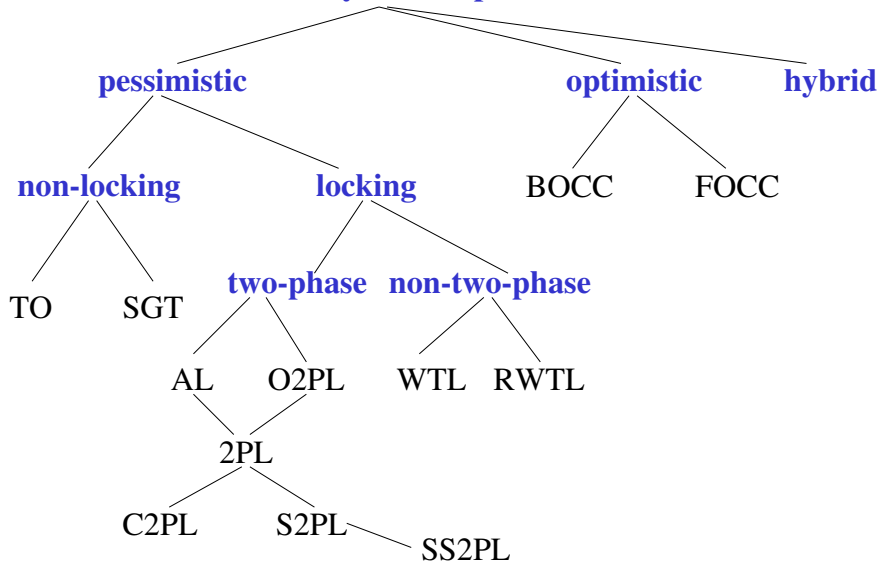 pessimistic optimistic hybrid
non-locking locking BOCC FOCC
two-phase non-two-phase
TO SGT
AL O2PL WTL RWTL
2PL
C2PL S2PL
SS2PL